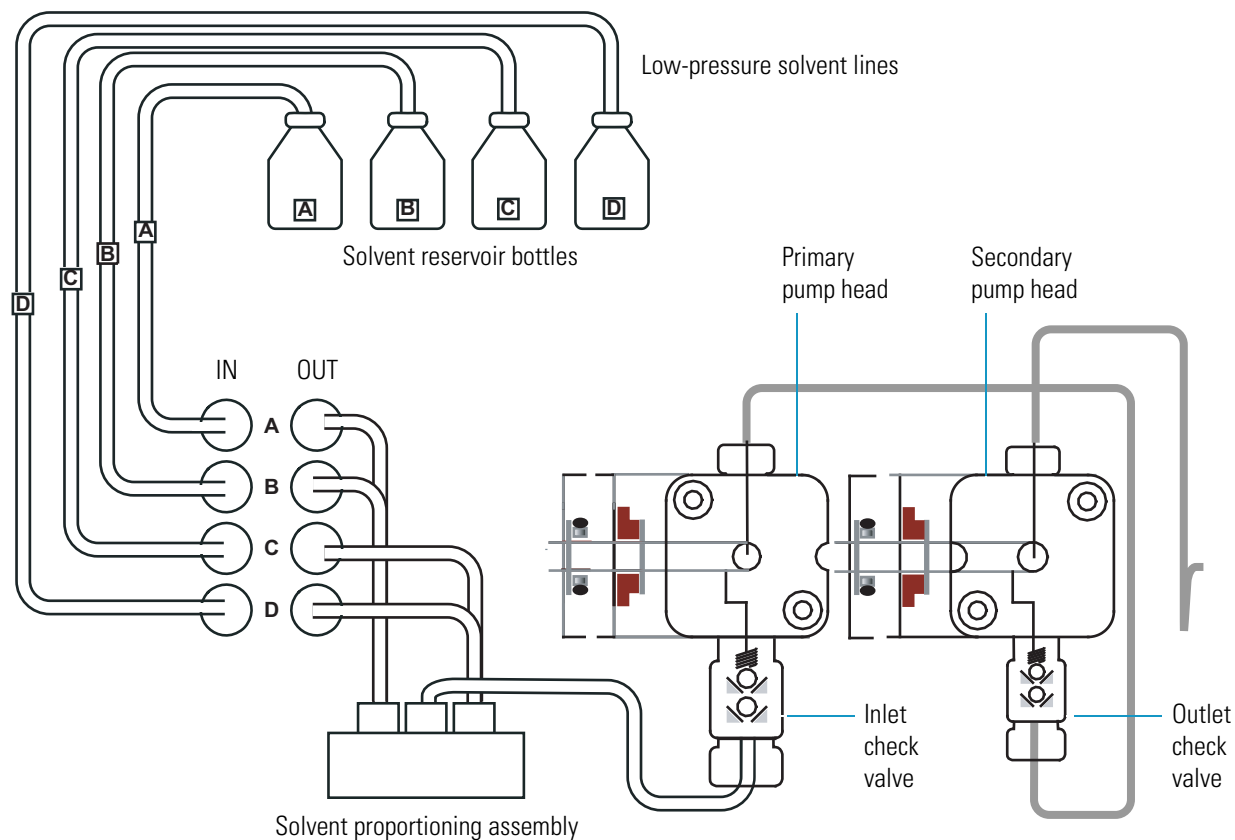 Low-pressure solvent lines
A
B
C
D
Solvent reservoir bottles
A
B
C
D
Primary
pump head
Secondary
pump head
IN
OUT
A
B
C
D
Inlet
check
valve
Outlet
check
valve
Solvent proportioning assembly